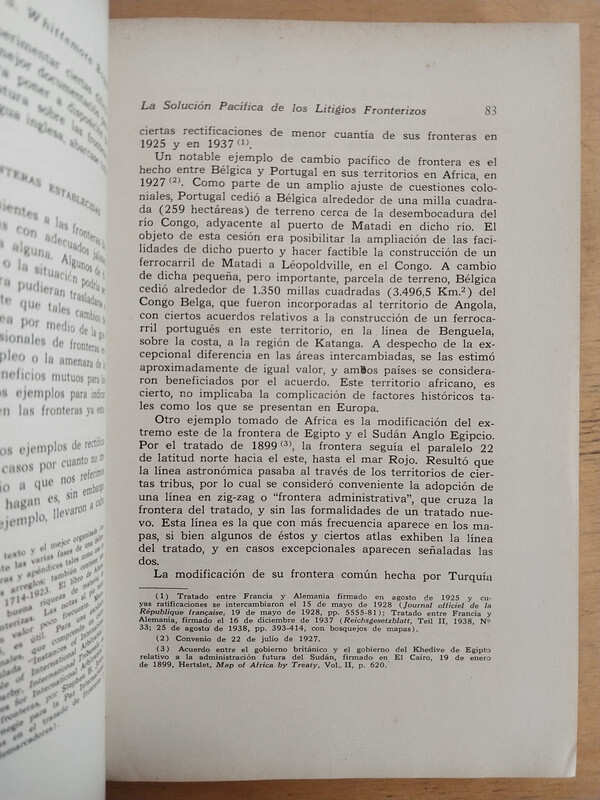 S. Whittemore
La Solución Pacífica de los Litigios Fronterizos 83
ciertas rectificaciones de menor cuantía de sus fronteras en
1925 y en 1937 (1).
Un notable ejemplo de cambio pacífico de frontera es el
hecho entre Bélgica y Portugal en sus territorios en Africa, en
1927 (2). Como parte de un amplio ajuste de cuestiones colo-
niales, Portugal cedió a Bélgica alrededor de una milla cuadra-
da (259 hectáreas) de terreno cerca de la desembocadura del
río Congo, adyacente al puerto de Matadi en dicho río. El
objeto de esta cesión era posibilitar la ampliación de las faci-
lidades de dicho puerto y hacer factible la construcción de un
ferrocarril de Matadi a Léopoldville, en el Congo. A cambio
de dicha pequeña, pero importante, parcela de terreno, Bélgica
cedió alrededor de 1.350 millas cuadradas (3.496,5 Km.²) del
Congo Belga, que fueron incorporadas al territorio de Angola,
con ciertos acuerdos relativos a la construcción de un ferroca-
rril portugués en este territorio, en la línea de Benguela,
sobre la costa, a la región de Katanga. A despecho de la ex-
cepcional diferencia en las áreas intercambiadas, se las estimó
aproximadamente de igual valor, y ambos países se considera-
ron beneficiados por el acuerdo. Este territorio africano, es
cierto, no implicaba la complicación de factores históricos ta-
les como los que se presentan en Europa.
Otro ejemplo tomado de Africa es la modificación del ex-
tremo este de la frontera de Egipto y el Sudán Anglo Egipcio.
Por el tratado de 1899 (3), la frontera seguía el paralelo 22
de latitud norte hacia el este, hasta el mar Rojo. Resultó que
la línea astronómica pasaba al través de los territorios de cier-
tas tribus, por lo cual se consideró conveniente la adopción de
una línea en zig-zag o "frontera administrativa", que cruza la
frontera del tratado, y sin las formalidades de un tratado nue-
vo. Esta línea es la que con más frecuencia aparece en los ma-
pas, si bien algunos de éstos y ciertos atlas exhiben la línea
del tratado, y en casos excepcionales aparecen señaladas las
dos.
La modificación de su frontera común hecha por Turquía
(1) Tratado entre Francia y Alemania firmado en agosto de 1925 y cu-
yas ratificaciones se intercambiaron el 15 de mayo de 1928 (Journal officiel de la
République française, 19 de mayo de 1928, pp. 5555-81); Tratado entre Francia y
Alemania, firmado el 16 de diciembre de 1937 (Reichsgesetzblatt, Teil II, 1938, Nº
33; 25 de agosto de 1938, pp. 393-414, con bosquejos de mapas).
(2) Convenio de 22 de julio de 1927.
(3) Acuerdo entre el gobierno británico y el gobierno del Khedive de Egipto
relativo a la administración futura del Sudán, firmado en El Cairo, 19 de enero
de 1899, Hertslet, Map of Africa by Treaty, Vol. II, p. 620.